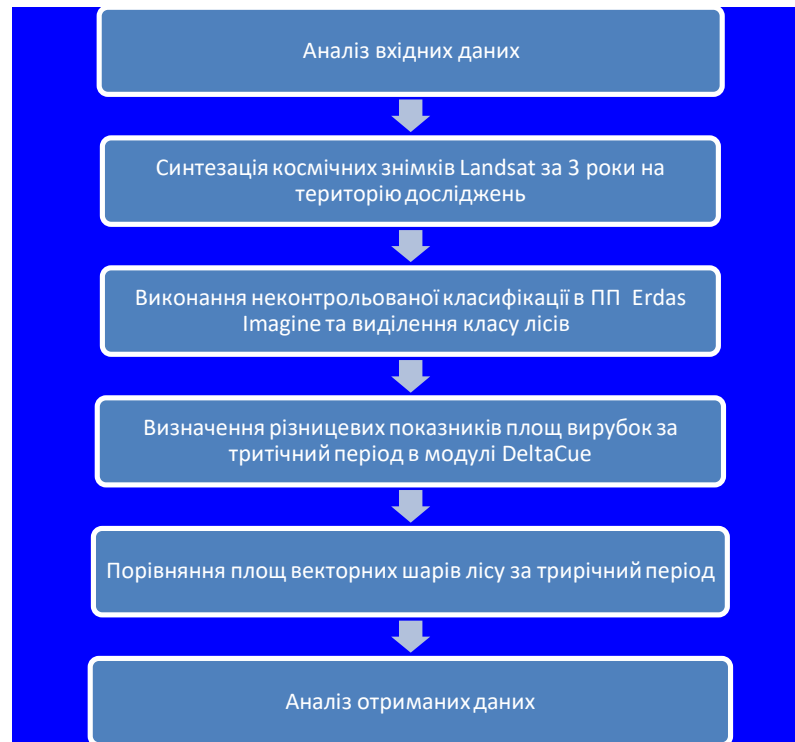 Аналіз вхідних даних
Синтезація космічних знімків Landsat за 3 роки на
територію досліджень
Виконання неконтрольованої класифікації в ПП Erdas
Imagine та виділення класу лісів
Визначення різницевих показників площ вирубок за
тритічний період в модулі DeltaCue
Порівняння площ векторних шарів лісу за трирічний період
Аналіз отриманих даних